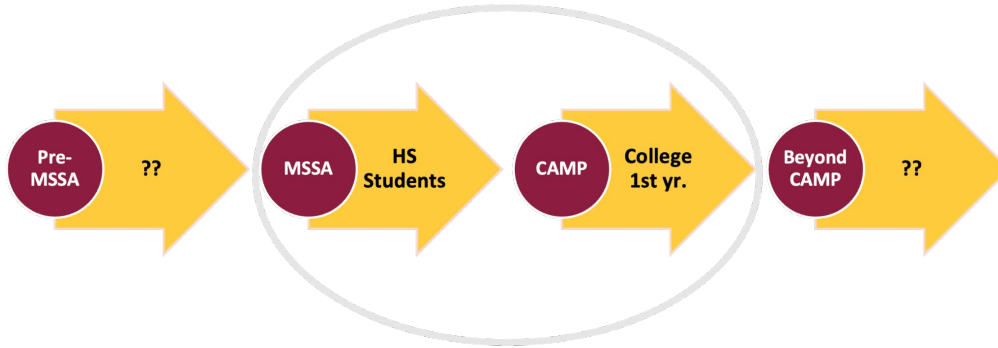 Pre-
MSSA
??
MSSA
HS
Students
CAMP
College
1st yr.
Beyond
CAMP
??